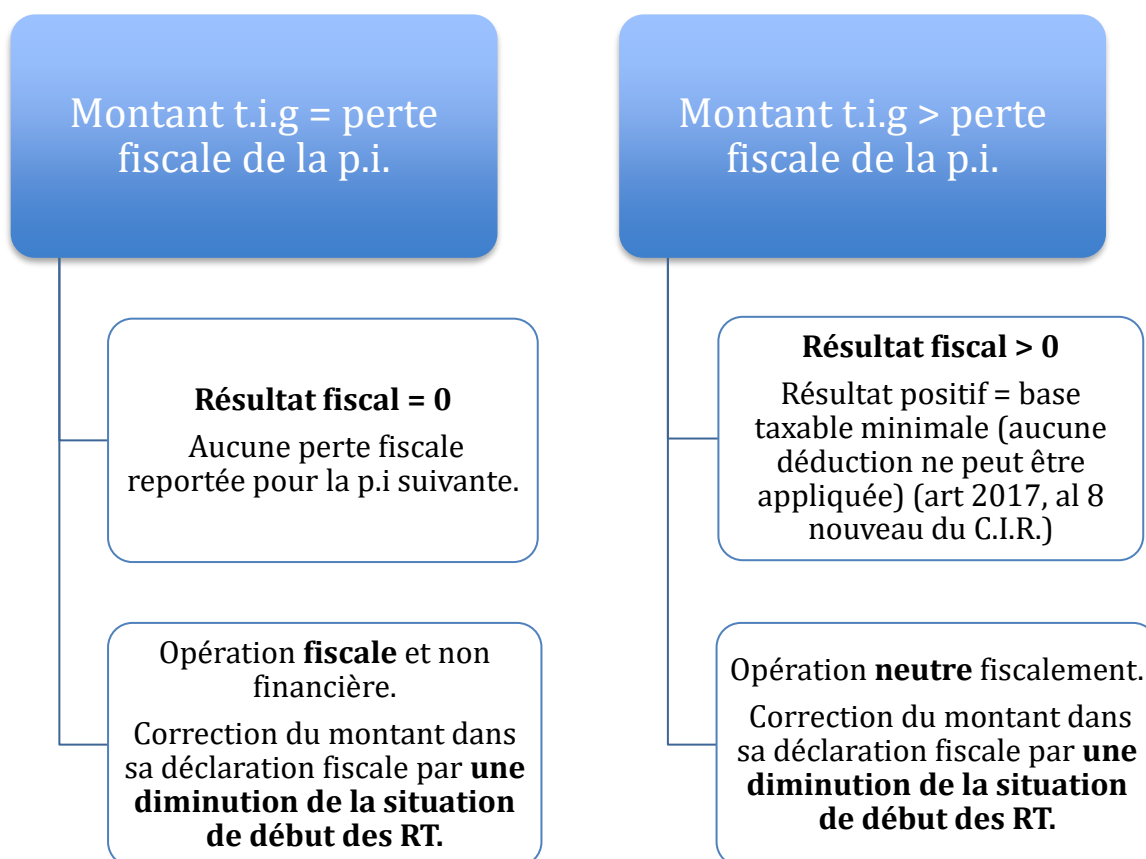 Montant t.i.g = perte
fiscale de la p.i.
Résultat fiscal = 0
Aucune perte fiscale
reportée pour la p.i suivante.
Opération fiscale et non
financière.
Correction du montant dans
sa déclaration fiscale par une
diminution de la situation
de début des RT.
Montant t.i.g > perte
fiscale de la p.i.
Résultat fiscal > 0
Résultat positif = base
taxable minimale (aucune
déduction ne peut être
appliquée) (art 2017, al 8
nouveau du C.I.R.)
Opération neutre fiscalement.
Correction du montant dans
sa déclaration fiscale par une
diminution de la situation
de début des RT.